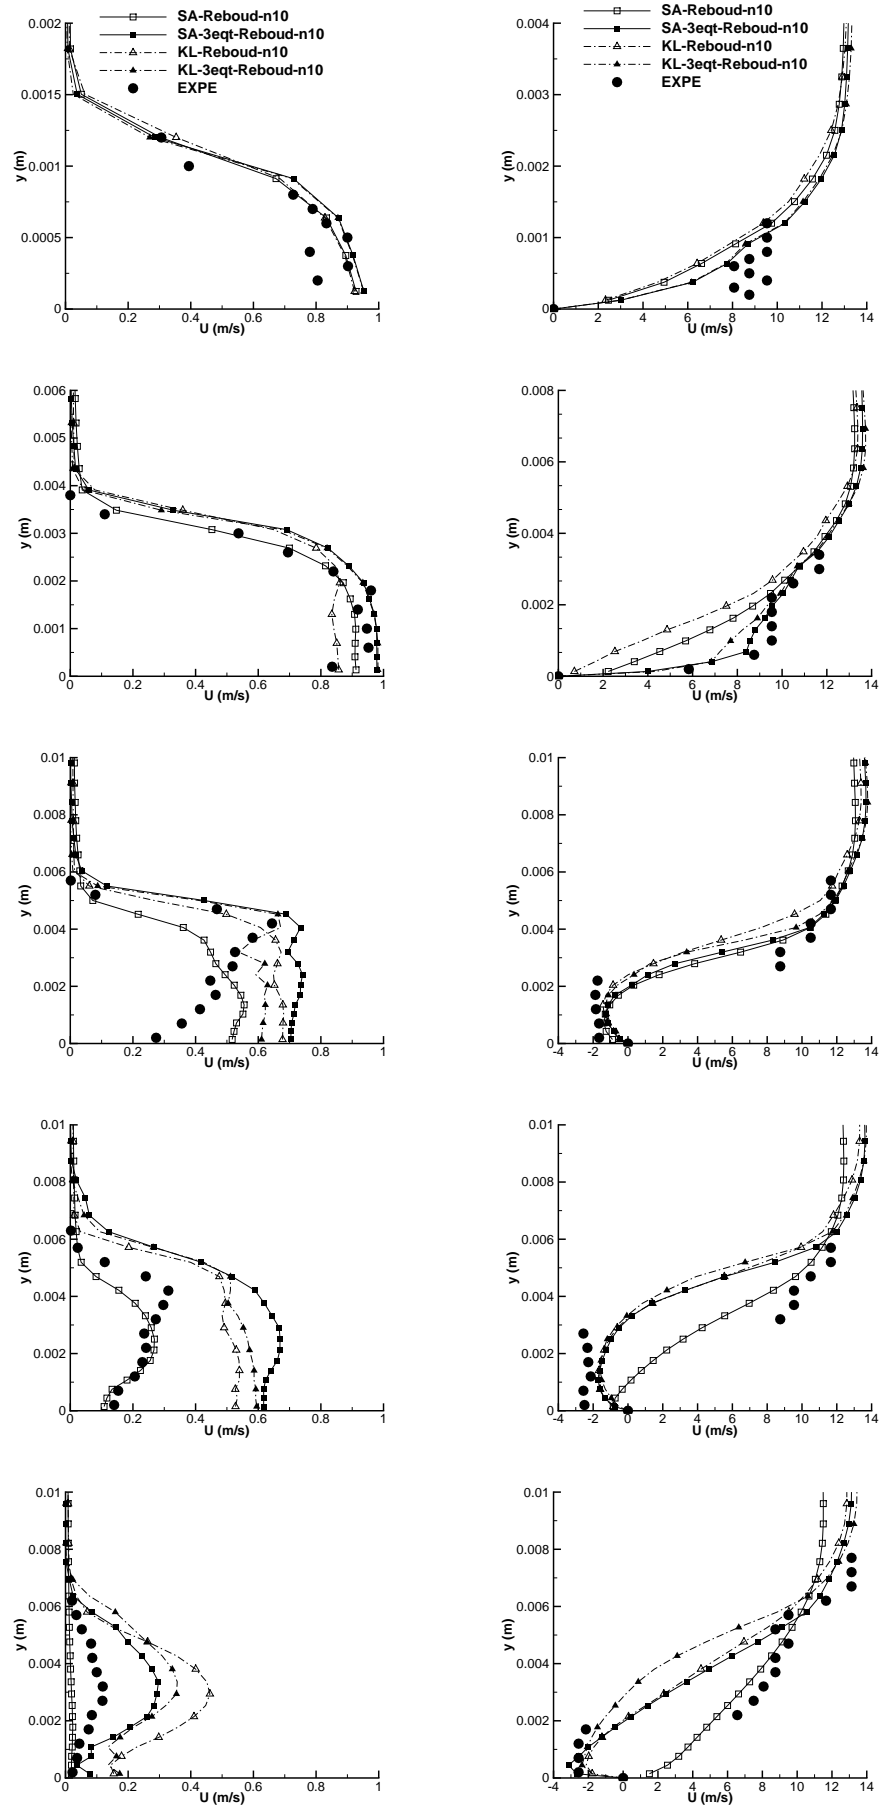 SA-Reboud-n10
SA-3eqt-Reboud-n10
KL-Reboud-n10
KL-3eqt-Reboud-n10
EXPE
y (m)
0.002
0.0015
0.001
0.0005
0
0 0.2 0.4 0.6 0.8 1
U (m/s)
SA-Reboud-n10
SA-3eqt-Reboud-n10
KL-Reboud-n10
KL-3eqt-Reboud-n10
EXPE
y (m)
0.004
0.003
0.002
0.001
0
0 2 4 6 8 10 12 14
U (m/s)
y (m)
0.006
0.005
0.004
0.003
0.002
0.001
0
0 0.2 0.4 0.6 0.8 1
U (m/s)
y (m)
0.008
0.006
0.004
0.002
0
0 2 4 6 8 10 12 14
U (m/s)
y (m)
0.01
0.008
0.006
0.004
0.002
0
0 0.2 0.4 0.6 0.8 1
U (m/s)
y (m)
0.01
0.008
0.006
0.004
0.002
0
-4 -2 0 2 4 6 8 10 12 14
U (m/s)
y (m)
0.01
0.008
0.006
0.004
0.002
0
0 0.2 0.4 0.6 0.8 1
U (m/s)
y (m)
0.01
0.008
0.006
0.004
0.002
0
-4 -2 0 2 4 6 8 10 12 14
U (m/s)
y (m)
0.01
0.008
0.006
0.004
0.002
0
0 0.2 0.4 0.6 0.8 1
U (m/s)
y (m)
0.01
0.008
0.006
0.004
0.002
0
-4 -2 0 2 4 6 8 10 12 14
U (m/s)